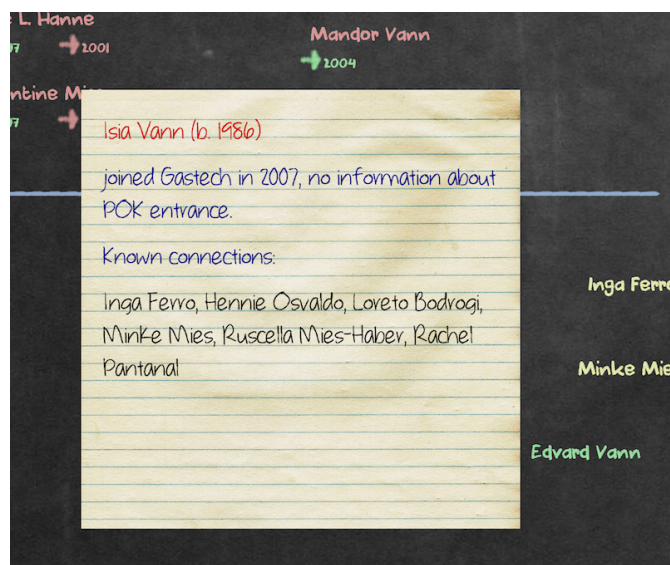 L. Hanne
2001
Mandor Vann
2004
Isia Vann (b. 1986)
joined Gastech in 2007, no information about
POK entrance.
Known connections:
Inga Ferro, Hennie Osvaldo, Loreto Bodrogi,
Minke Mies, Ruscella Mies-Haber, Rachel
Pantanal
Inga Ferro
Minke Mie
Edvard Vann